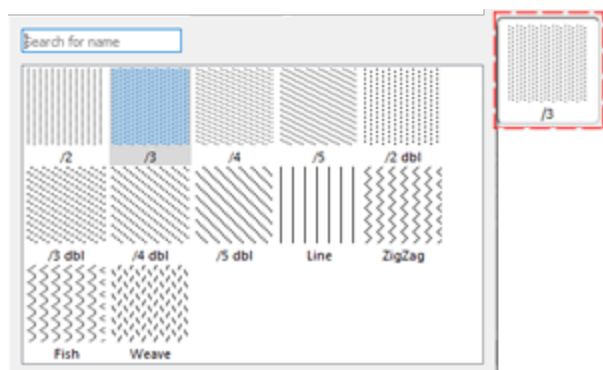 Search for name
/2 /3 /4 /5 /2 dbl
/3 dbl /4 dbl /5 dbl Line ZigZag
Fish Weave
/3